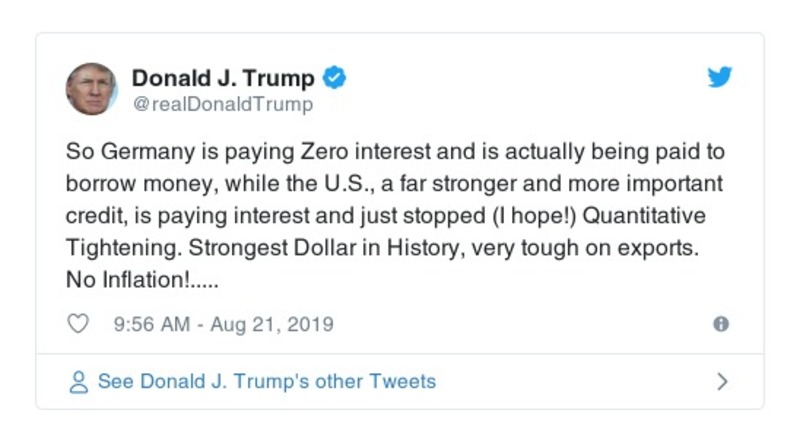 Donald J. Trump
@realDonaldTrump
So Germany is paying Zero interest and is actually being paid to
borrow money, while the U.S., a far stronger and more important
credit, is paying interest and just stopped (I hope!) Quantitative
Tightening. Strongest Dollar in History, very tough on exports.
No Inflation!.....
9:56 AM - Aug 21, 2019
See Donald J. Trump's other Tweets